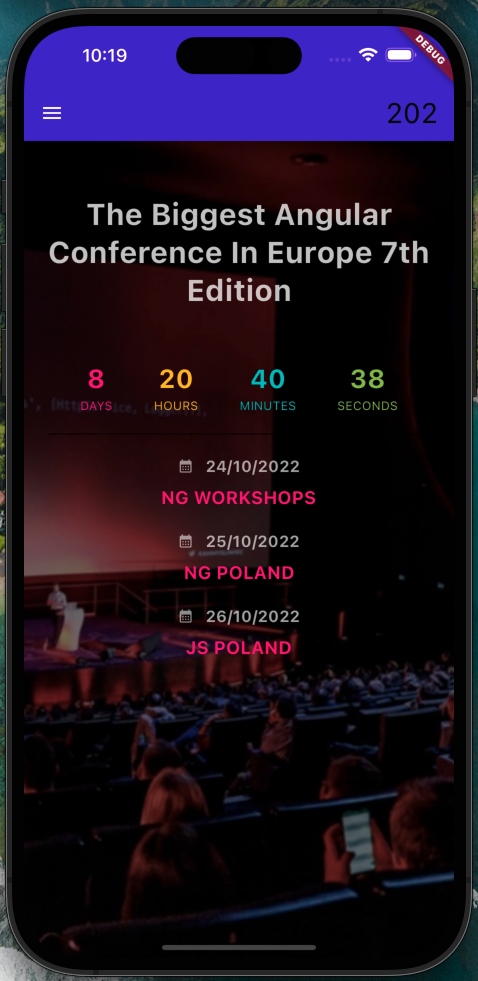 10:19
DEBUG
202
The Biggest Angular
Conference In Europe 7th
Edition
8 20 40 38
DAYS HOURS MINUTES SECONDS
24/10/2022
NG WORKSHOPS
25/10/2022
NG POLAND
26/10/2022
JS POLAND